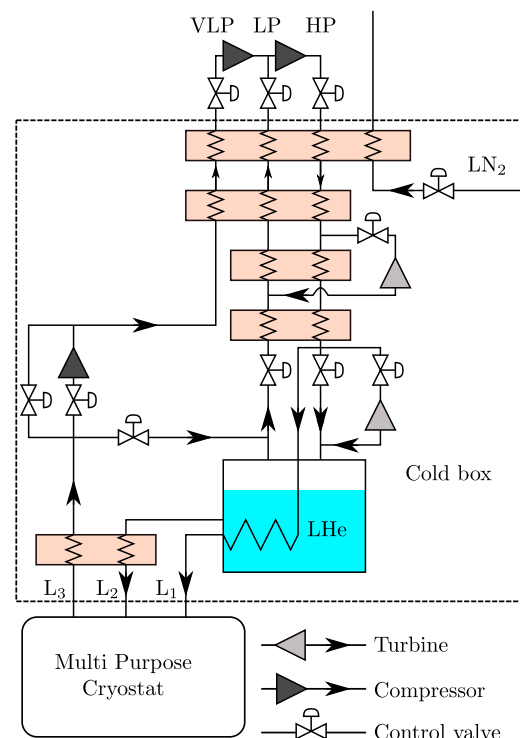 VLP LP HP
LN2
Cold box
LHe
L3 L2 L1
Multi Purpose
Cryostat
Turbine
Compressor
Control valve